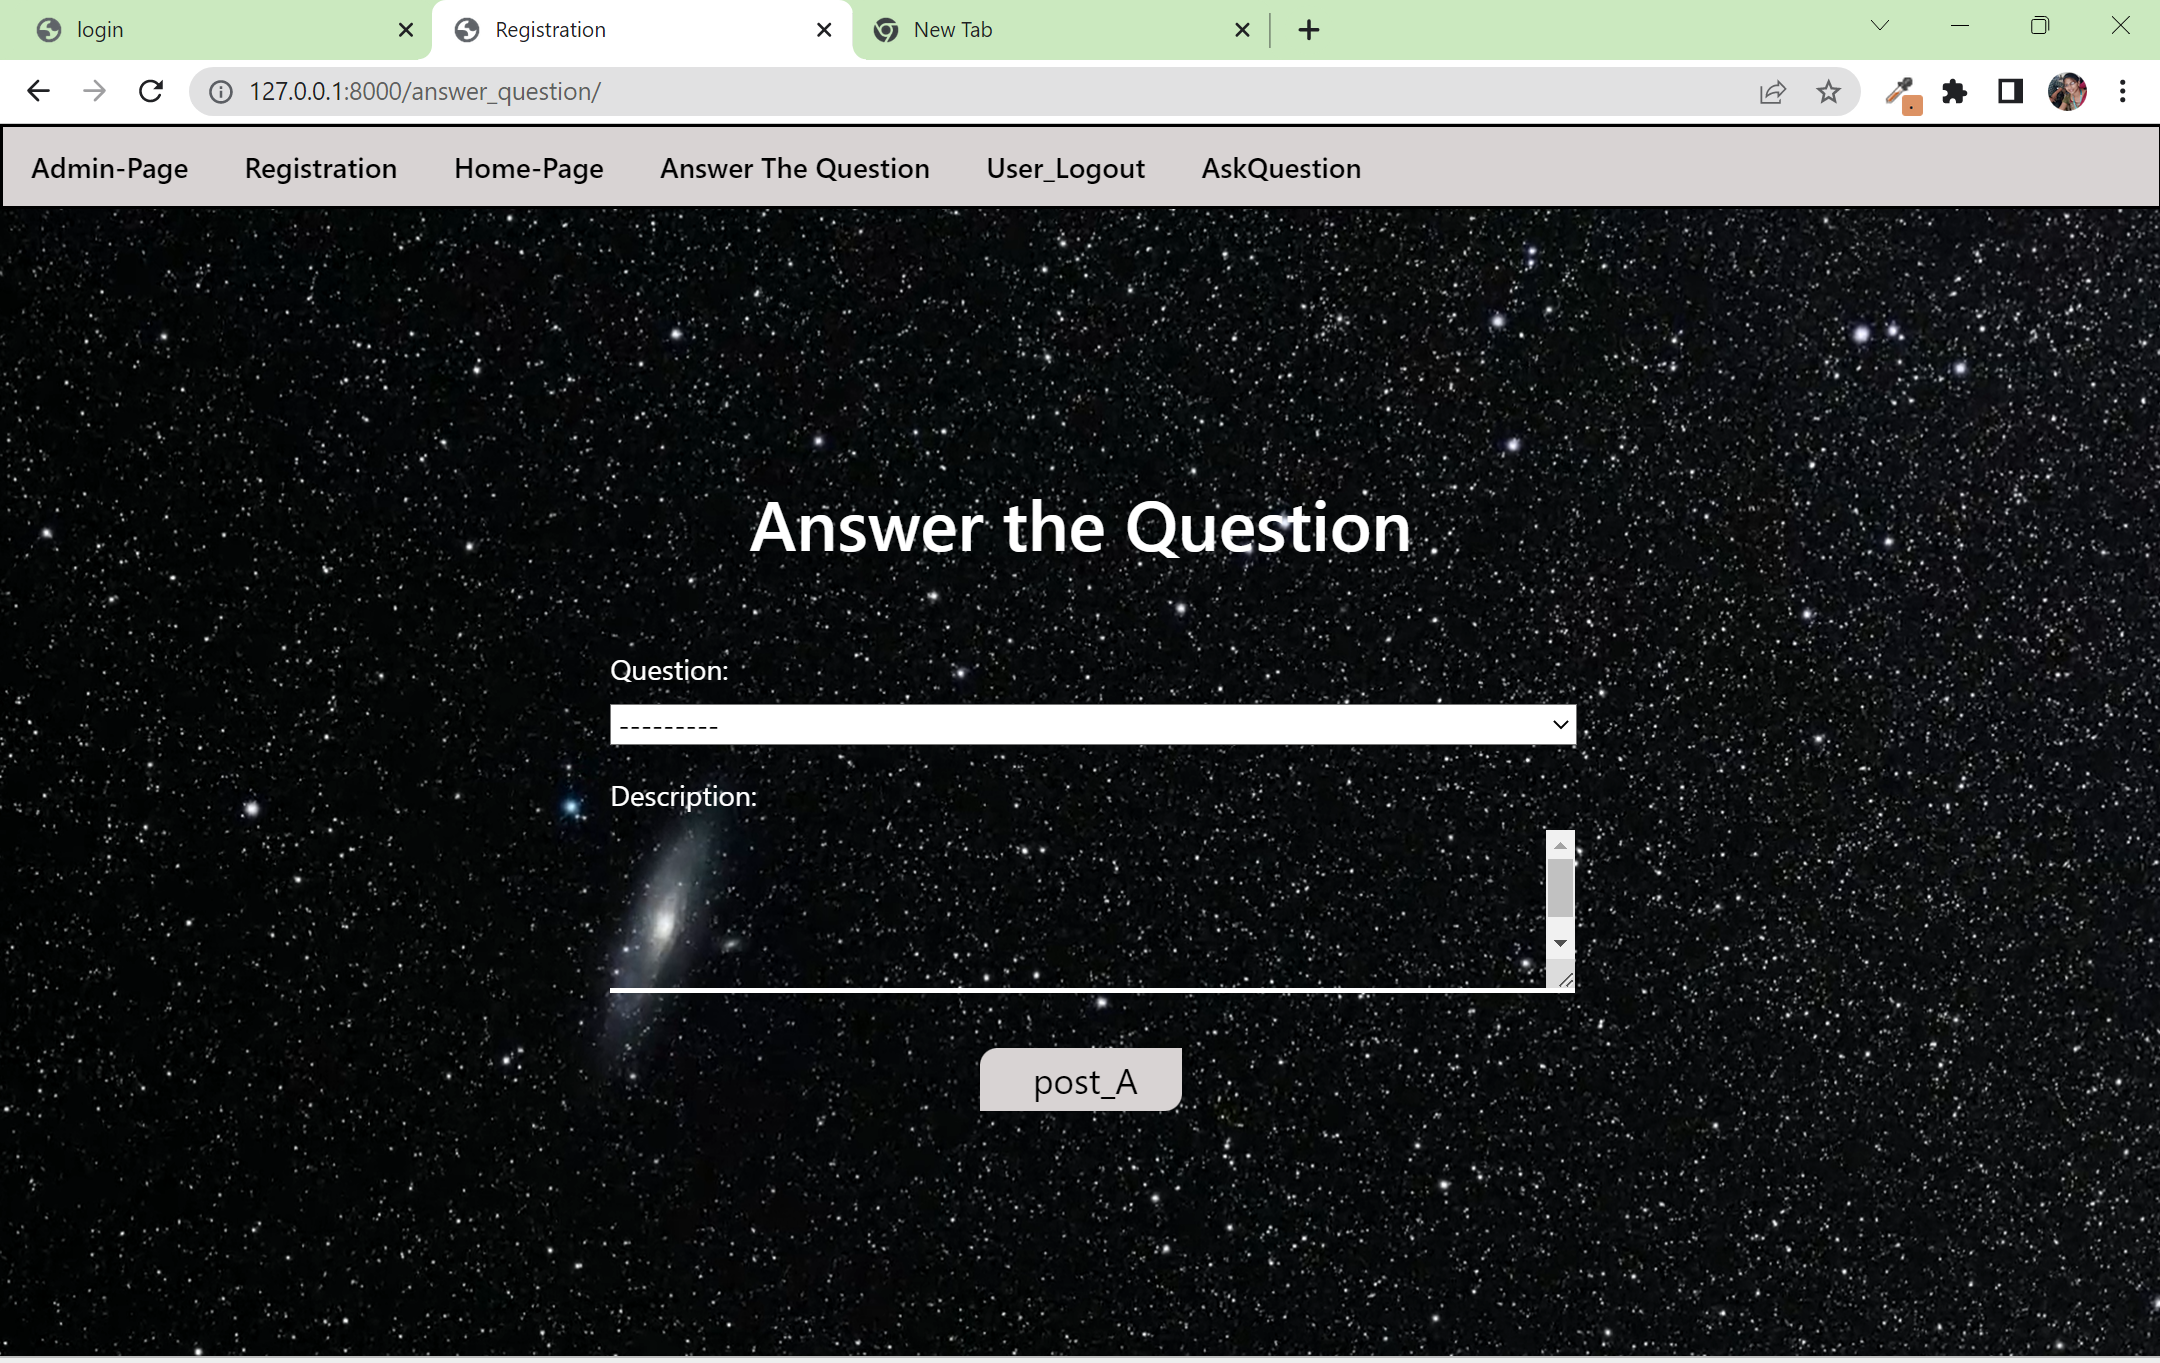 login
Registration
New Tab
127.0.0.1:8000/answer_question/
Admin-Page Registration Home-Page Answer The Question User_Logout AskQuestion
Answer the Question
Question:
---------
Description:
post_A